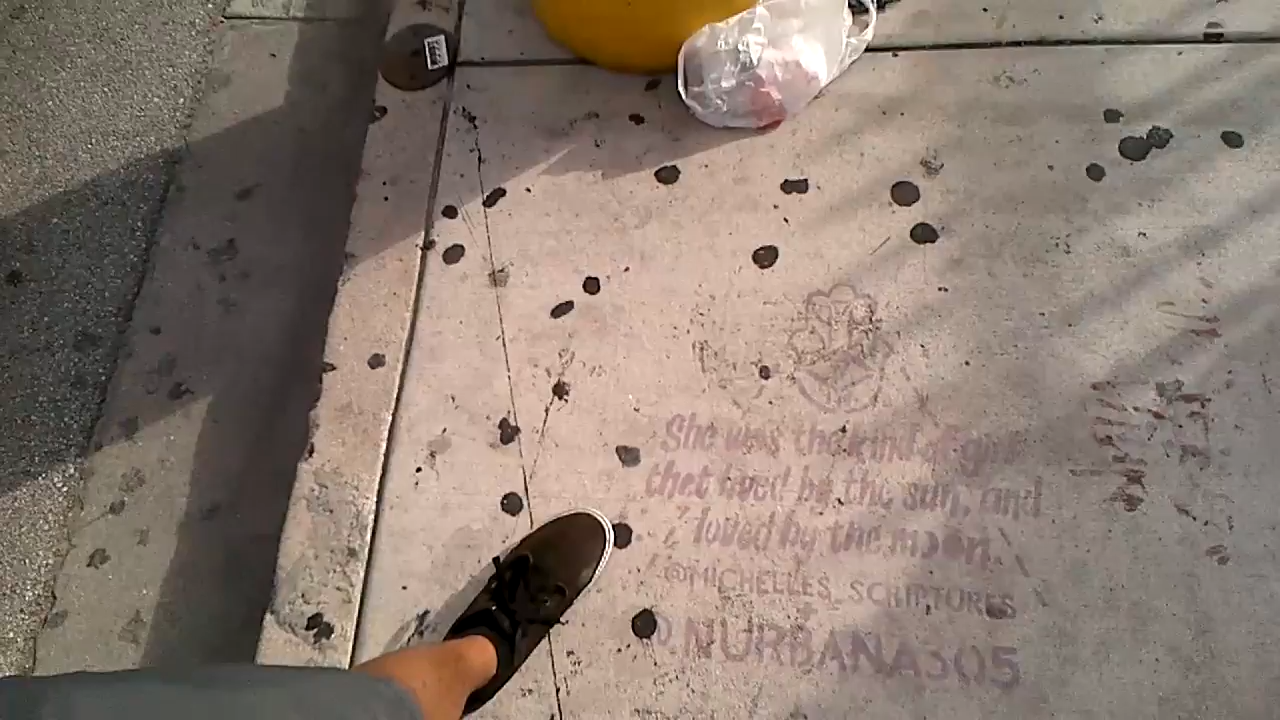 She was the kind of girl
that lived by the sun, and
loved by the moon.
@MICHELLES_SCRIPTURES
@NURBANA305